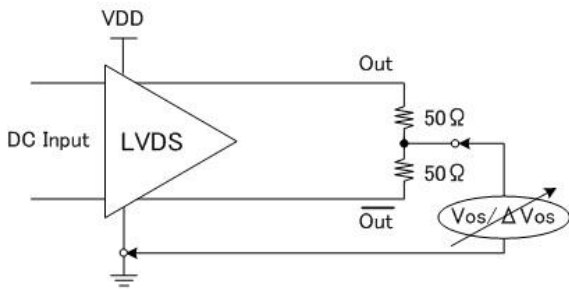 VDD
Out
50Ω
DC Input
LVDS
50Ω
Out
Vos/ΔVos